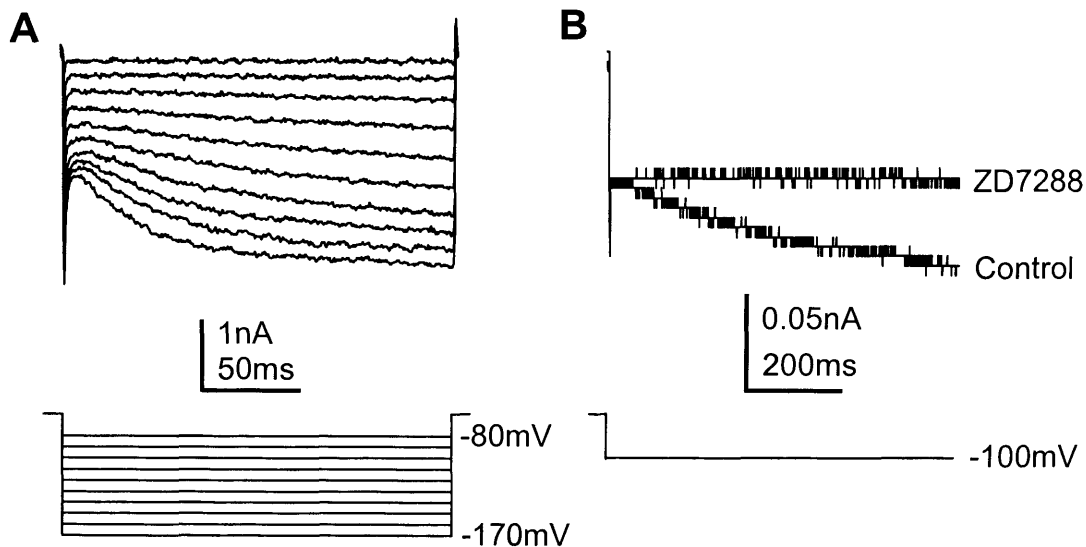 A
B
ZD7288
Control
1nA
50ms
0.05nA
200ms
-80mV
-170mV
-100mV